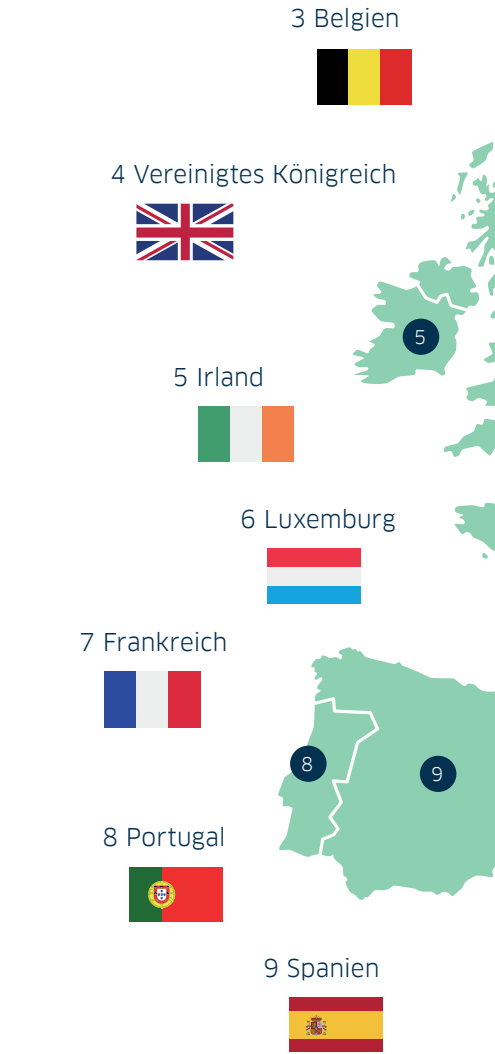 3 Belgien
4 Vereinigtes Königreich
5
5 Irland
6 Luxemburg
7 Frankreich
8
9
8 Portugal
9 Spanien